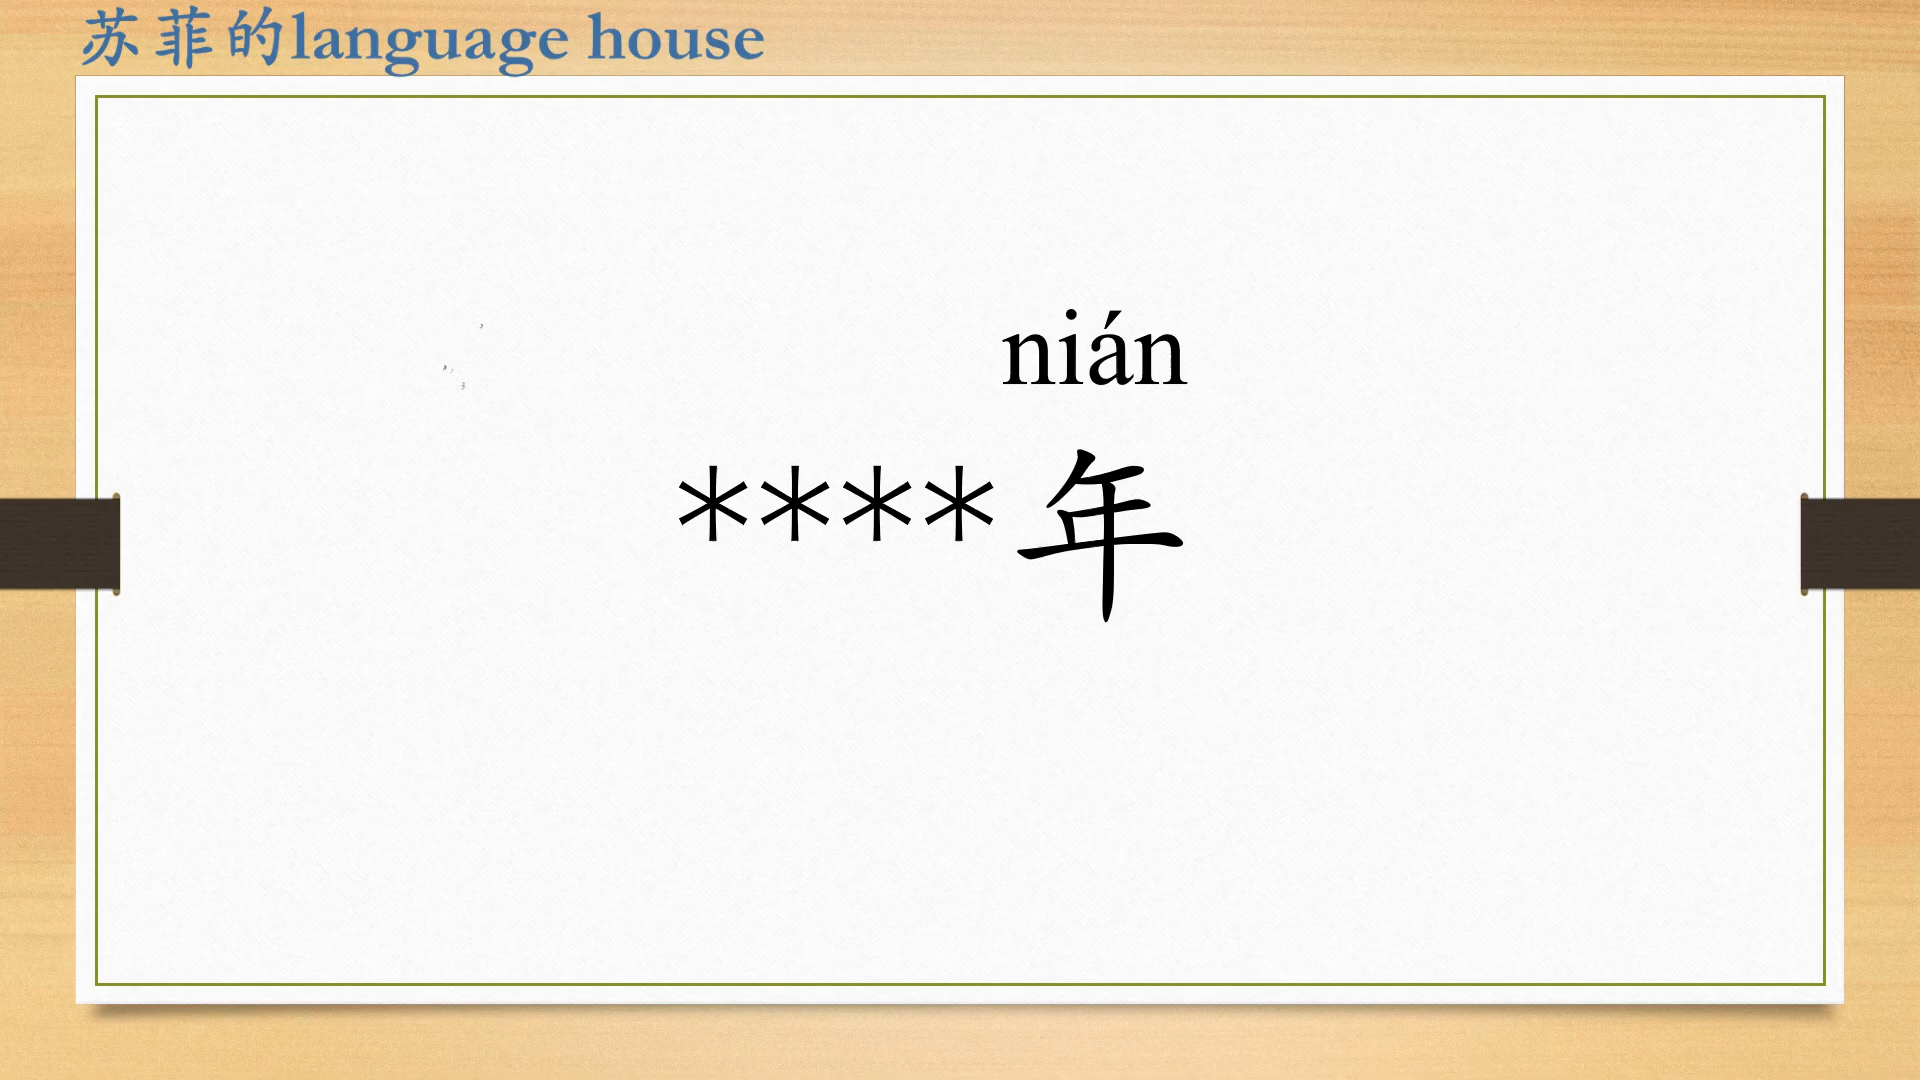 苏菲的language house
nián
****年